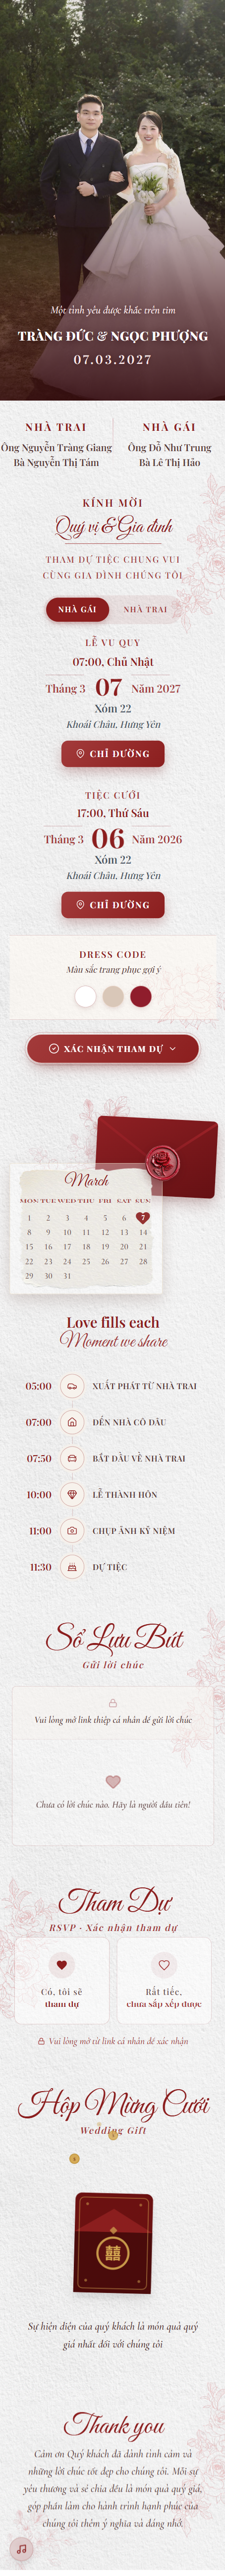 Một tình yêu được khắc trên tim
TRÀNG ĐỨC & NGỌC PHƯỢNG
07.03.2027
NHÀ TRAI
NHÀ GÁI
Ông Nguyễn Tràng Giang
Ông Đỗ Như Trung
Bà Nguyễn Thị Tám
Bà Lê Thị Hảo
KÍNH MỜI
Quý vị & Gia đình
THAM DỰ TIỆC CHUNG VUI
CÙNG GIA ĐÌNH CHÚNG TÔI
NHÀ GÁI
NHÀ TRAI
LỄ VU QUY
07:00, Chủ Nhật
Tháng 3 07 Năm 2027
Xóm 22
Khoái Châu, Hưng Yên
CHỈ ĐƯỜNG
TIỆC CƯỚI
17:00, Thứ Sáu
Tháng 3 06 Năm 2026
Xóm 22
Khoái Châu, Hưng Yên
CHỈ ĐƯỜNG
DRESS CODE
Màu sắc trang phục gợi ý
XÁC NHẬN THAM DỰ
March
MON TUE WED THU FRI SAT SUN
1 2 3 4 5 6 7
8 9 10 11 12 13 14
15 16 17 18 19 20 21
22 23 24 25 26 27 28
29 30 31
Love fills each
Moment we share
05:00 XUẤT PHÁT TỪ NHÀ TRAI
07:00 ĐẾN NHÀ CÔ DÂU
07:50 BẮT DÂU VỀ NHÀ TRAI
10:00 LỄ THÀNH HÔN
11:00 CHỤP ẢNH KỶ NIỆM
11:30 DỰ TIỆC
Sổ Lưu Bút
Gửi lời chúc
Vui lòng mở link thiệp cá nhân để gửi lời chúc
Chưa có lời chúc nào. Hãy là người đầu tiên!
Tham Dự
RSVP · Xác nhận tham dự
Có, tôi sẽ
tham dự
Rất tiếc,
chưa sắp xếp được
Vui lòng mở từ link cá nhân để xác nhận
Hộp Mừng Cưới
Wedding Gift
囍
Sự hiện diện của quý khách là món quà quý
giá nhất đối với chúng tôi
Thank you
Cảm ơn Quý khách đã dành tình cảm và
những lời chúc tốt đẹp cho chúng tôi. Mỗi sự
yêu thương và sẻ chia đều là món quà quý giá,
góp phần làm cho hành trình hạnh phúc của
chúng tôi thêm ý nghĩa và đáng nhớ.